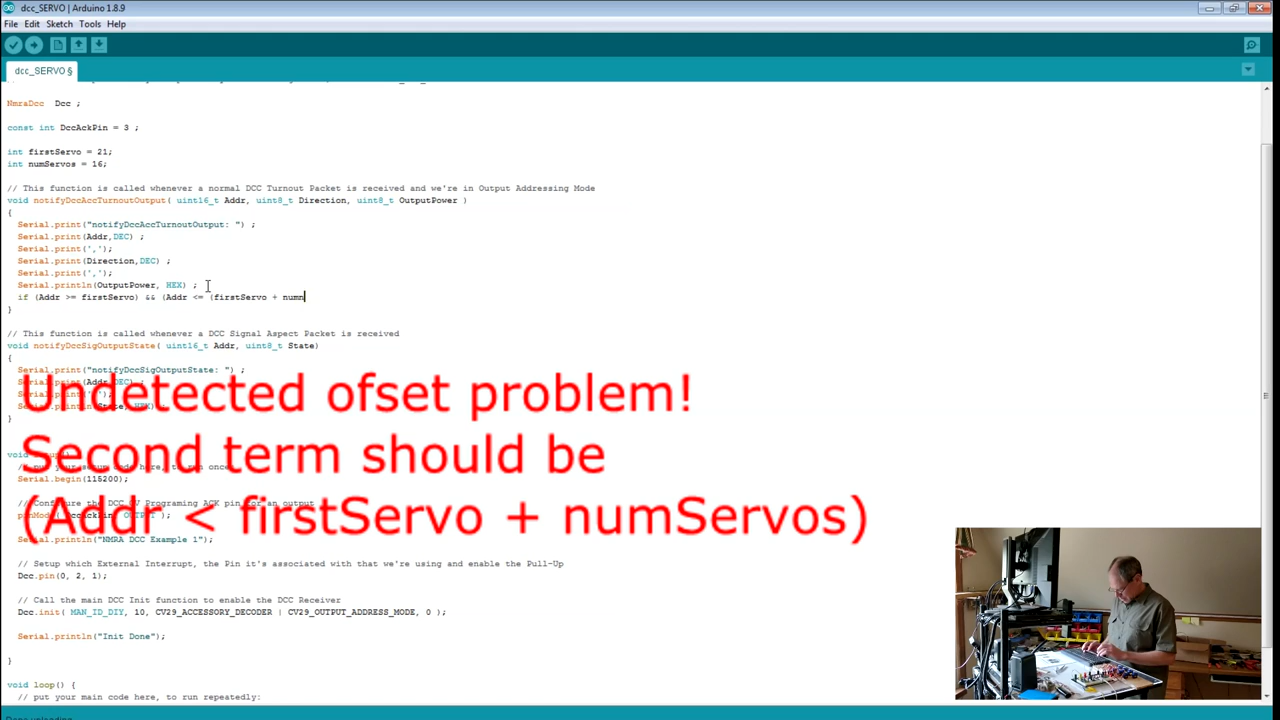 dcc_SERVO | Arduino 1.8.9
File Edit Sketch Tools Help
dcc_SERVO §
NmraDcc Dcc ;
const int DccAckPin = 3 ;
int firstServo = 21;
int numServos = 16;
// This function is called whenever a normal DCC Turnout Packet is received and we're in Output Addressing Mode
void notifyDccAccTurnoutOutput( uint16_t Addr, uint8_t Direction, uint8_t OutputPower )
{
Serial.print("notifyDccAccTurnoutOutput: ") ;
Serial.print(Addr,DEC) ;
Serial.print(',');
Serial.print(Direction,DEC) ;
Serial.print(',');
Serial.println(OutputPower, HEX) ;
if (Addr >= firstServo) && (Addr <= (firstServo + numn
}
// This function is called whenever a DCC Signal Aspect Packet is received
void notifyDccSigOutputState( uint16_t Addr, uint8_t State)
{
Serial.print("notifyDccSigOutputState: ") ;
Undetected ofset problem!
}
Second term should be
Serial.begin(115200);
(Addr < firstServo + numServos)
Serial.println("NMRA DCC Example 1");
// Setup which External Interrupt, the Pin it's associated with that we're using and enable the Pull-Up
Dcc.pin(0, 2, 1);
// Call the main DCC Init function to enable the DCC Receiver
Dcc.init( MAN_ID_DIY, 10, CV29_ACCESSORY_DECODER | CV29_OUTPUT_ADDRESS_MODE, 0 );
Serial.println("Init Done");
}
void loop() {
// put your main code here, to run repeatedly: